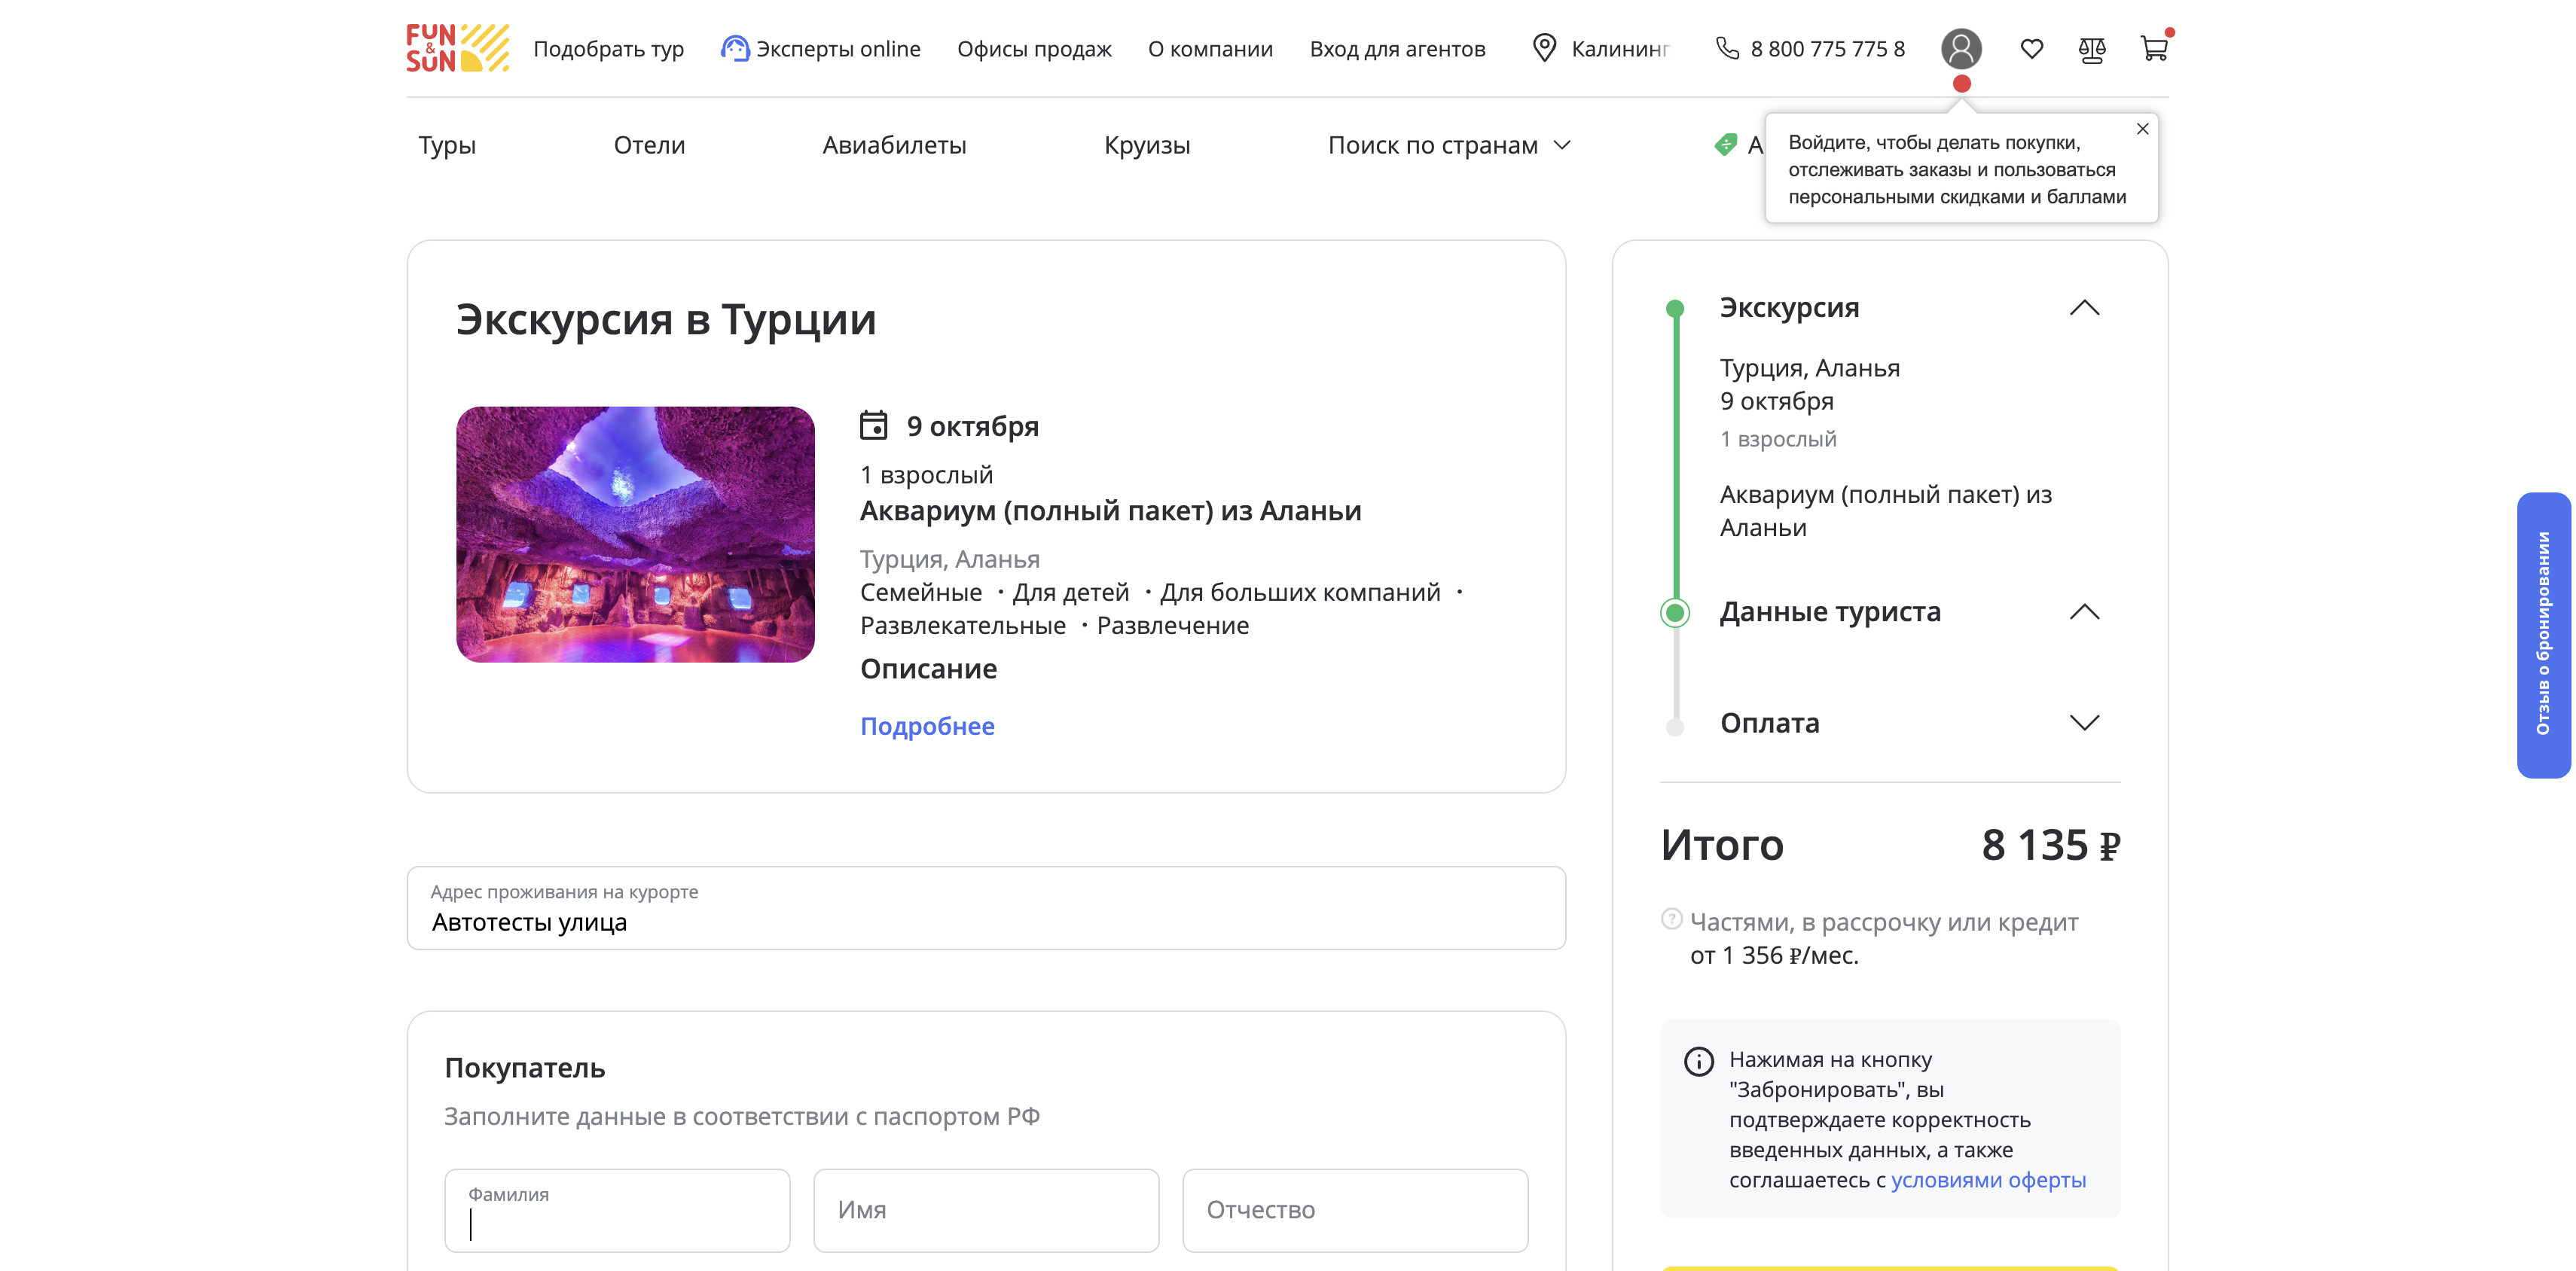 FUN
&
SUN
Подобрать тур
Эксперты online
Офисы продаж
О компании
Вход для агентов
Калининг
8 800 775 775 8
Туры
Отели
Авиабилеты
Круизы
Поиск по странам
А
Войдите, чтобы делать покупки,
отслеживать заказы и пользоваться
персональными скидками и баллами
Экскурсия в Турции
9 октября
1 взрослый
Аквариум (полный пакет) из Аланьи
Турция, Аланья
Семейные · Для детей · Для больших компаний ·
Развлекательные · Развлечение
Описание
Подробнее
Адрес проживания на курорте
Автотесты улица
Покупатель
Заполните данные в соответствии с паспортом РФ
Фамилия
Имя
Отчество
Экскурсия
Турция, Аланья
9 октября
1 взрослый
Аквариум (полный пакет) из
Аланьи
Данные туриста
Оплата
Итого 8 135 ₽
Частями, в рассрочку или кредит
от 1 356 ₽/мес.
Нажимая на кнопку
"Забронировать", вы
подтверждаете корректность
введенных данных, а также
соглашаетесь с условиями оферты
Отзыв о бронировании